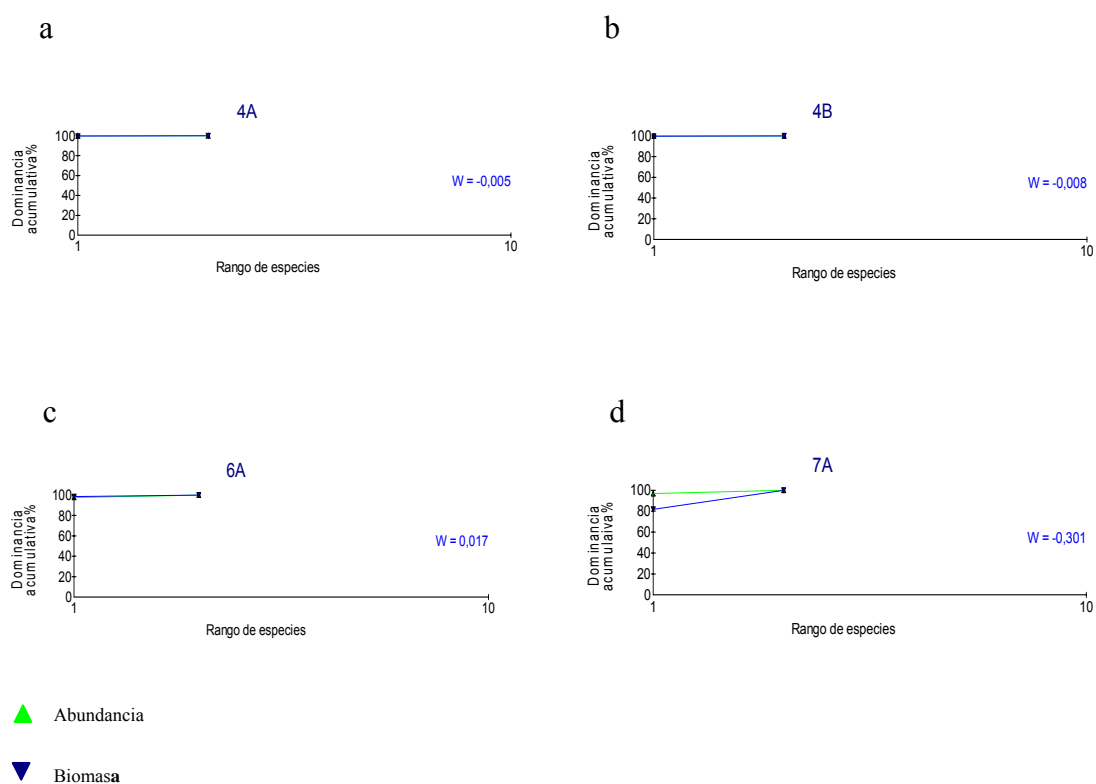 a
4A
Dominancia
acumulativa%
100
80
60
40
20
0
W = -0,005
1
10
Rango de especies
b
4B
Dominancia
acumulativa%
100
80
60
40
20
0
W = -0,008
1
10
Rango de especies
c
6A
Dominancia
acumulativa%
100
80
60
40
20
0
W = 0,017
1
10
Rango de especies
d
7A
Dominancia
acumulativa%
100
80
60
40
20
0
W = -0,301
1
10
Rango de especies
Abundancia
Biomasa